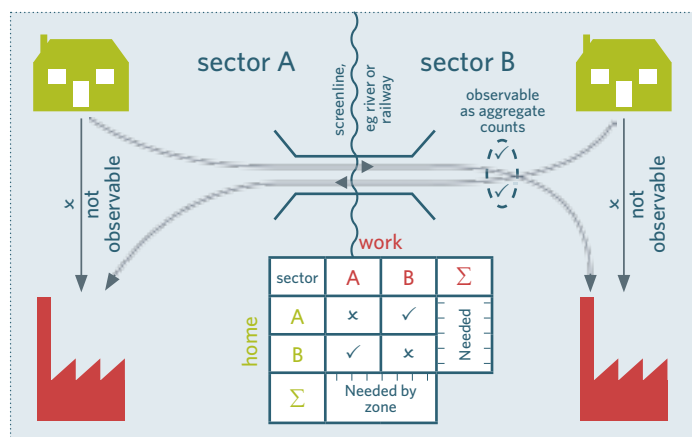 sector A
sector B
screenline,
eg river or
railway
observable
as aggregate
counts
✓
✓
x
not
observable
x
not
observable
work
sector A B Σ
home
A x ✓
B ✓ x
Needed
Σ Needed by
zone